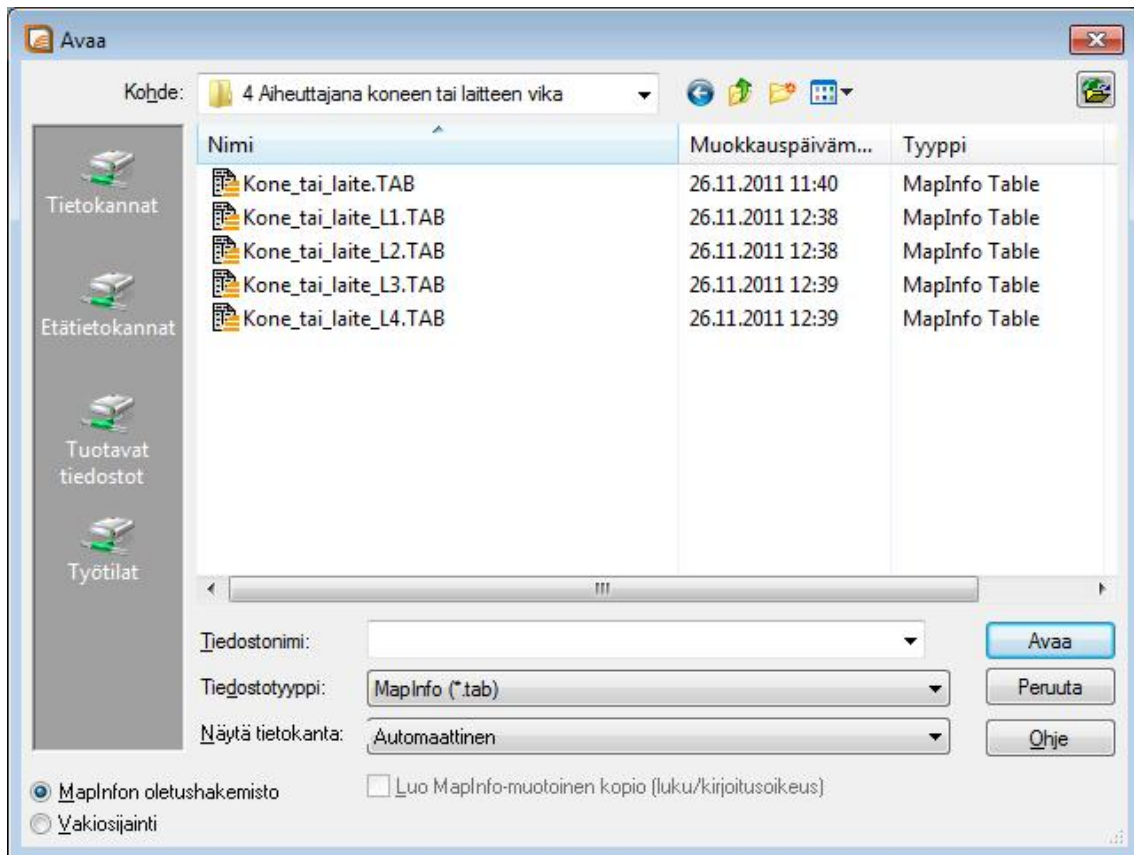 Avaa
Kohde: 4 Aiheuttajana koneen tai laitteen vika
Nimi Muokkauspäiväm... Tyyppi
Kone_tai_laite.TAB 26.11.2011 11:40 MapInfo Table
Kone_tai_laite_L1.TAB 26.11.2011 12:38 MapInfo Table
Kone_tai_laite_L2.TAB 26.11.2011 12:38 MapInfo Table
Kone_tai_laite_L3.TAB 26.11.2011 12:39 MapInfo Table
Kone_tai_laite_L4.TAB 26.11.2011 12:39 MapInfo Table
Tietokannat
Etätietokannat
Tuotavat
tiedostot
Työtilat
Tiedostonimi: Avaa
Tiedostotyyppi: MapInfo (*.tab) Peruuta
Näytä tietokanta: Automaattinen Ohje
MapInfon oletushakemisto Luo MapInfo-muotoinen kopio (luku/kirjoitusoikeus)
Vakiosijainti